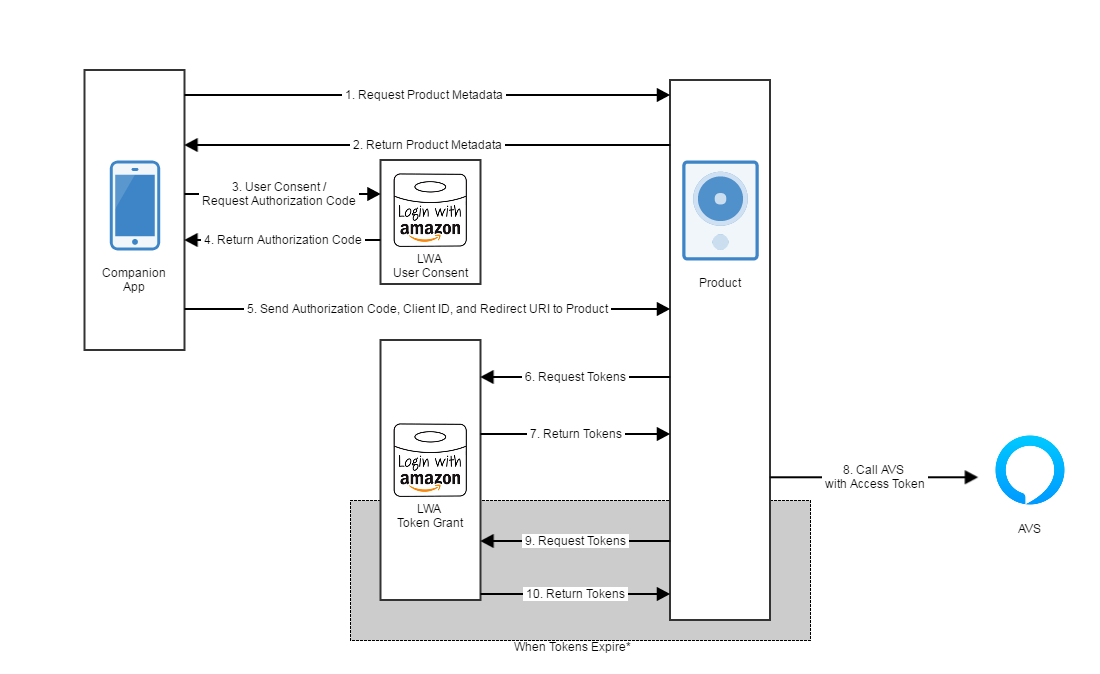 1. Request Product Metadata
2. Return Product Metadata
3. User Consent /
Request Authorization Code
Login with
amazon
4. Return Authorization Code
LWA
User Consent
Companion
App
Product
5. Send Authorization Code, Client ID, and Redirect URI to Product
6. Request Tokens
7. Return Tokens
Login with
amazon
8. Call AVS
with Access Token
LWA
Token Grant
AVS
9. Request Tokens
10. Return Tokens
When Tokens Expire*